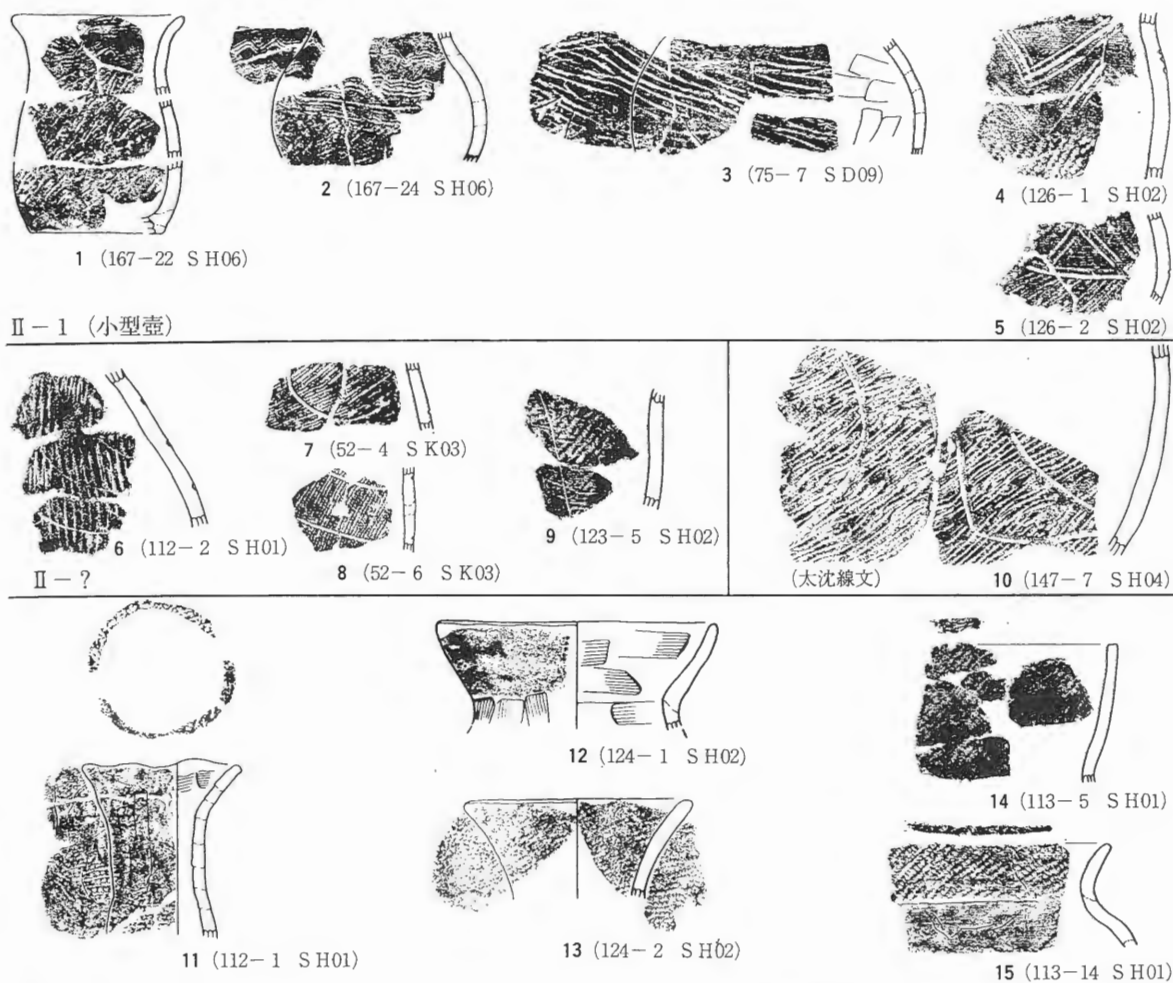 1 (167-22 SH06)
2 (167-24 SH06)
3 (75-7 SD09)
4 (126-1 SH02)
5 (126-2 SH02)
Ⅱ-1 (小型壺)
6 (112-2 SH01)
7 (52-4 SK03)
8 (52-6 SK03)
9 (123-5 SH02)
Ⅱ-?
(太沈線文) 10 (147-7 SH04)
11 (112-1 SH01)
12 (124-1 SH02)
13 (124-2 SH02)
14 (113-5 SH01)
15 (113-14 SH01)